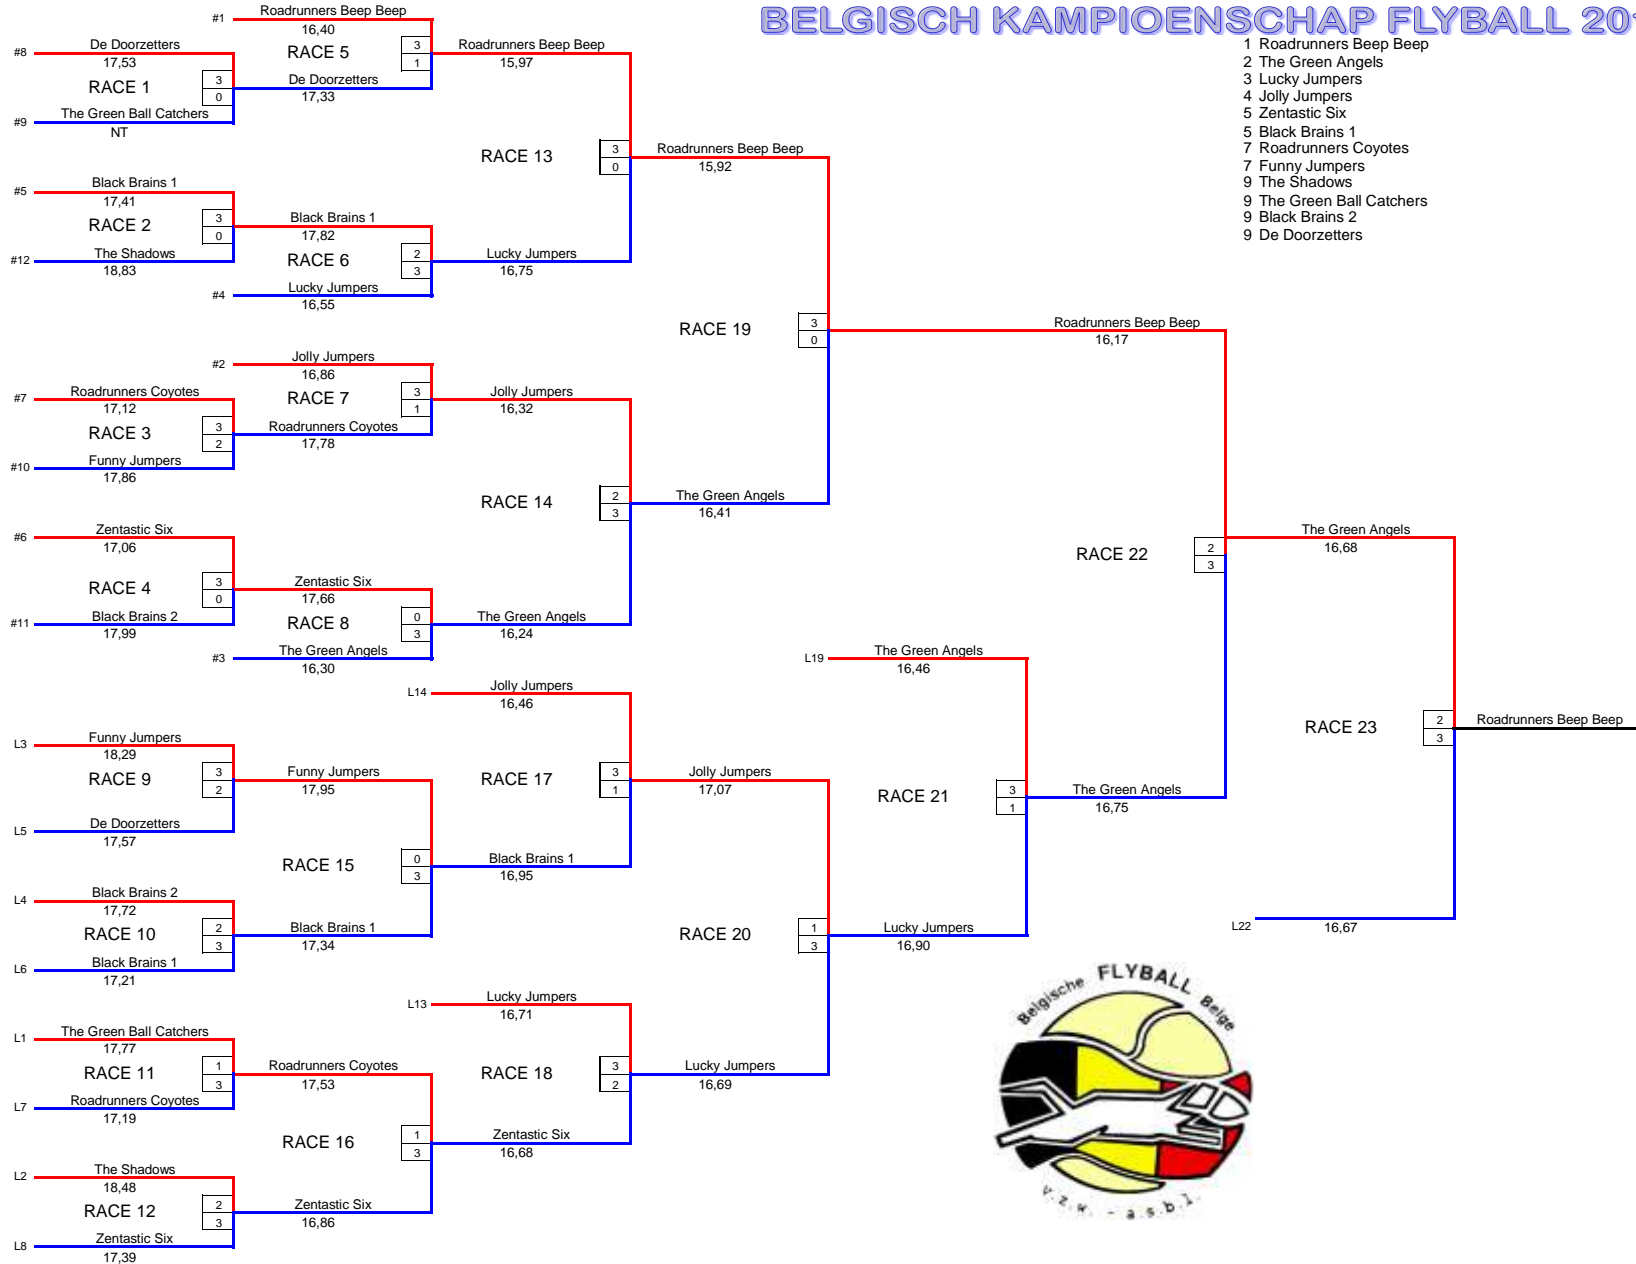 BELGISCH KAMPIOENSCHAP FLYBALL 20
1 Roadrunners Beep Beep
2 The Green Angels
3 Lucky Jumpers
4 Jolly Jumpers
5 Zentastic Six
5 Black Brains 1
7 Roadrunners Coyotes
7 Funny Jumpers
9 The Shadows
9 The Green Ball Catchers
9 Black Brains 2
9 De Doorzetters
#1 Roadrunners Beep Beep
16,40
RACE 5
3
1
De Doorzetters
17,33
#8 De Doorzetters
17,53
RACE 1
3
0
#9 The Green Ball Catchers
NT
Roadrunners Beep Beep
15,97
RACE 13
3
0
Lucky Jumpers
16,75
#5 Black Brains 1
17,41
RACE 2
3
0
#12 The Shadows
18,83
Black Brains 1
17,82
RACE 6
2
3
#4 Lucky Jumpers
16,55
Roadrunners Beep Beep
15,92
RACE 19
3
0
The Green Angels
16,41
#2 Jolly Jumpers
16,86
RACE 7
3
1
Roadrunners Coyotes
17,78
#7 Roadrunners Coyotes
17,12
RACE 3
3
2
#10 Funny Jumpers
17,86
Jolly Jumpers
16,32
RACE 14
2
3
The Green Angels
16,24
#6 Zentastic Six
17,06
RACE 4
3
0
#11 Black Brains 2
17,99
Zentastic Six
17,66
RACE 8
0
3
#3 The Green Angels
16,30
Roadrunners Beep Beep
16,17
RACE 22
2
3
The Green Angels
16,75
The Green Angels
16,68
RACE 23
2
3
Roadrunners Beep Beep
L22
16,67
L19 The Green Angels
16,46
RACE 21
3
1
Lucky Jumpers
16,90
L14 Jolly Jumpers
16,46
RACE 17
3
1
Black Brains 1
16,95
Jolly Jumpers
17,07
RACE 20
1
3
Lucky Jumpers
16,69
L3 Funny Jumpers
18,29
RACE 9
3
2
L5 De Doorzetters
17,57
Funny Jumpers
17,95
RACE 15
0
3
Black Brains 1
17,34
L4 Black Brains 2
17,72
RACE 10
2
3
L6 Black Brains 1
17,21
L13 Lucky Jumpers
16,71
RACE 18
3
2
Zentastic Six
16,68
L1 The Green Ball Catchers
17,77
RACE 11
1
3
L7 Roadrunners Coyotes
17,19
Roadrunners Coyotes
17,53
RACE 16
1
3
Zentastic Six
16,86
L2 The Shadows
18,48
RACE 12
2
3
L8 Zentastic Six
17,39
Belgische FLYBALL Belge
v.z.w. - a.s.b.l.